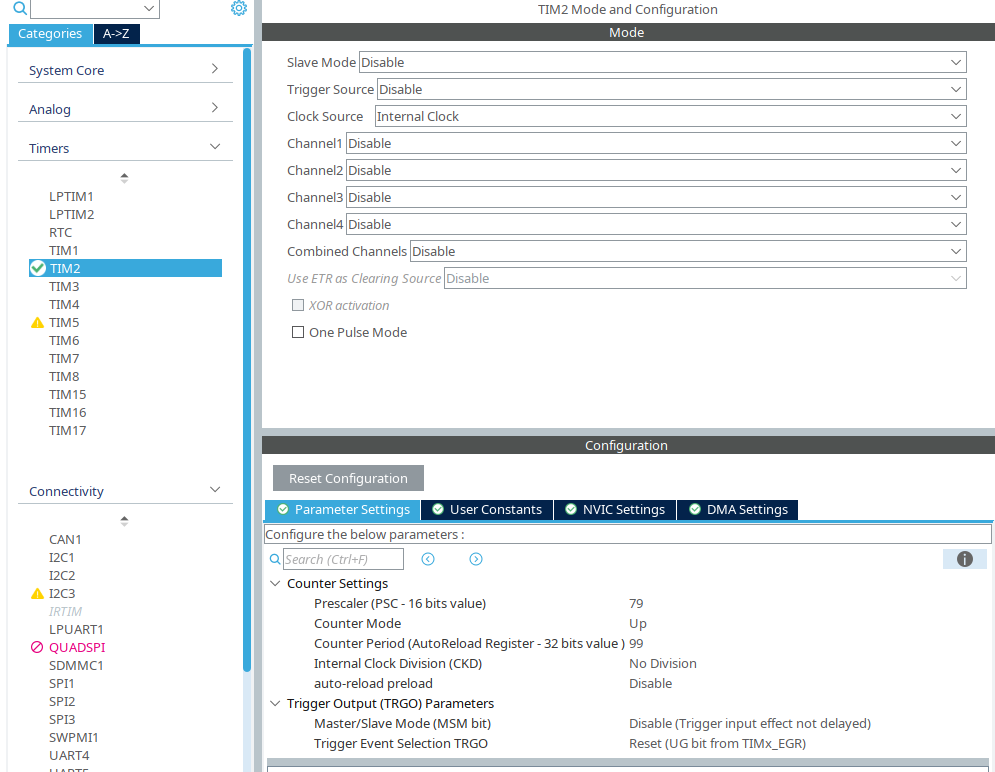 TIM2 Mode and Configuration
Categories
A->Z
System Core
Analog
Timers
LPTIM1
LPTIM2
RTC
TIM1
TIM2
TIM3
TIM4
TIM5
TIM6
TIM7
TIM8
TIM15
TIM16
TIM17
Connectivity
CAN1
I2C1
I2C2
I2C3
IRTIM
LPUART1
QUADSPI
SDMMC1
SPI1
SPI2
SPI3
SWPMI1
UART4
UART5
Mode
Slave Mode Disable
Trigger Source Disable
Clock Source Internal Clock
Channel1 Disable
Channel2 Disable
Channel3 Disable
Channel4 Disable
Combined Channels Disable
Use ETR as Clearing Source Disable
XOR activation
One Pulse Mode
Configuration
Reset Configuration
Parameter Settings
User Constants
NVIC Settings
DMA Settings
Configure the below parameters :
Search (Ctrl+F)
Counter Settings
Prescaler (PSC - 16 bits value) 79
Counter Mode Up
Counter Period (AutoReload Register - 32 bits value ) 99
Internal Clock Division (CKD) No Division
auto-reload preload Disable
Trigger Output (TRGO) Parameters
Master/Slave Mode (MSM bit) Disable (Trigger input effect not delayed)
Trigger Event Selection TRGO Reset (UG bit from TIMx_EGR)